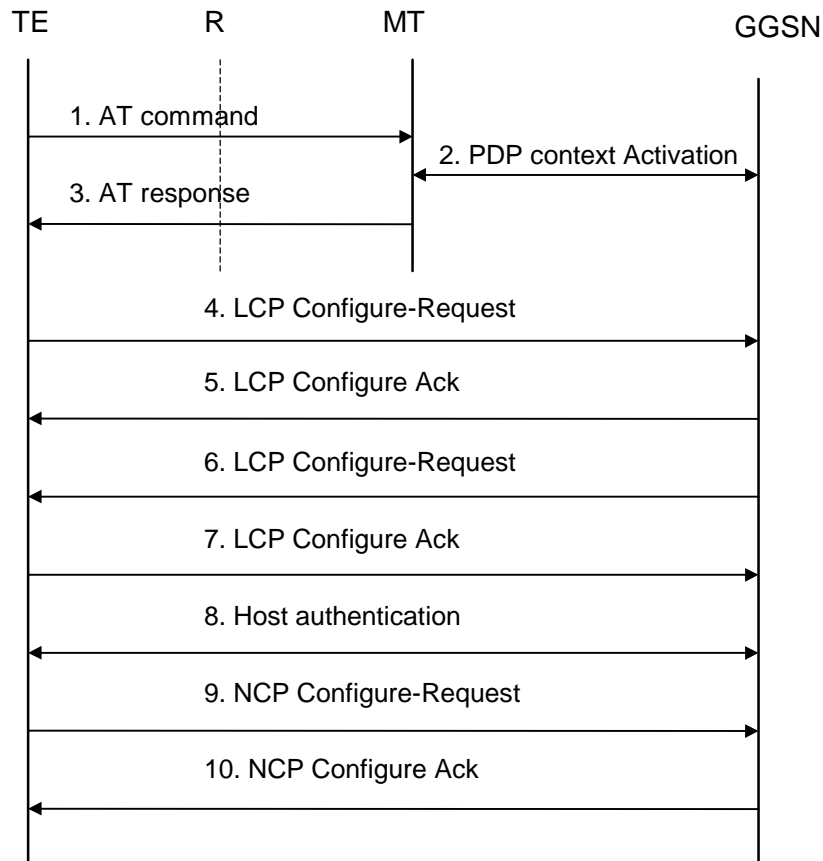 TE R MT GGSN
1. AT command
2. PDP context Activation
3. AT response
4. LCP Configure-Request
5. LCP Configure Ack
6. LCP Configure-Request
7. LCP Configure Ack
8. Host authentication
9. NCP Configure-Request
10. NCP Configure Ack